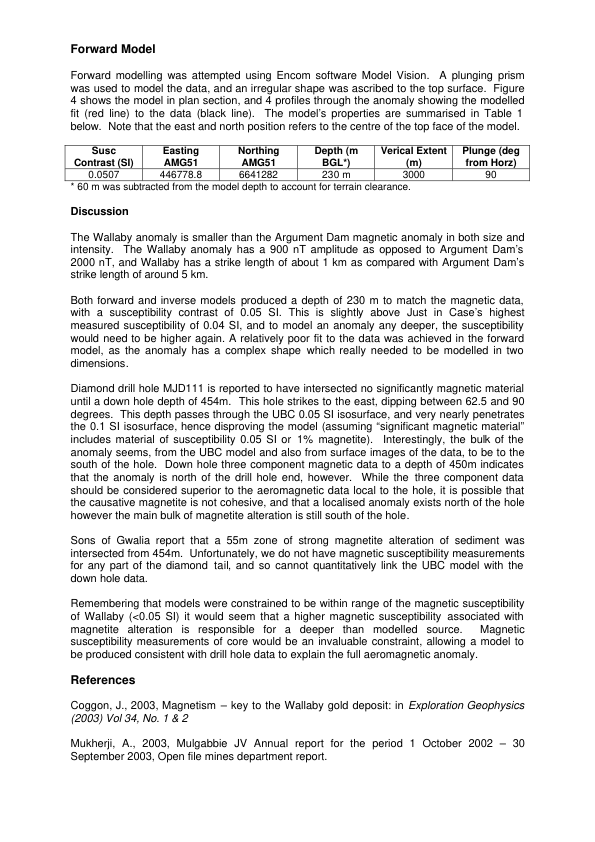 Forward Model
Forward modelling was attempted using Encom software Model Vision. A plunging prism
was used to model the data, and an irregular shape was ascribed to the top surface. Figure
4 shows the model in plan section, and 4 profiles through the anomaly showing the modelled
fit (red line) to the data (black line). The model's properties are summarised in Table 1
below. Note that the east and north position refers to the centre of the top face of the model.
Susc Easting Northing Depth (m Verical Extent Plunge (deg
Contrast (SI) AMG51 AMG51 BGL*) (m) from Horz)
0.0507 446778.8 6641282 230 m 3000 90
* 60 m was subtracted from the model depth to account for terrain clearance.
Discussion
The Wallaby anomaly is smaller than the Argument Dam magnetic anomaly in both size and
intensity. The Wallaby anomaly has a 900 nT amplitude as opposed to Argument Dam's
2000 nT, and Wallaby has a strike length of about 1 km as compared with Argument Dam's
strike length of around 5 km.
Both forward and inverse models produced a depth of 230 m to match the magnetic data,
with a susceptibility contrast of 0.05 SI. This is slightly above Just in Case's highest
measured susceptibility of 0.04 SI, and to model an anomaly any deeper, the susceptibility
would need to be higher again. A relatively poor fit to the data was achieved in the forward
model, as the anomaly has a complex shape which really needed to be modelled in two
dimensions.
Diamond drill hole MJD111 is reported to have intersected no significantly magnetic material
until a down hole depth of 454m. This hole strikes to the east, dipping between 62.5 and 90
degrees. This depth passes through the UBC 0.05 SI isosurface, and very nearly penetrates
the 0.1 SI isosurface, hence disproving the model (assuming "significant magnetic material"
includes material of susceptibility 0.05 SI or 1% magnetite). Interestingly, the bulk of the
anomaly seems, from the UBC model and also from surface images of the data, to be to the
south of the hole. Down hole three component magnetic data to a depth of 450m indicates
that the anomaly is north of the drill hole end, however. While the three component data
should be considered superior to the aeromagnetic data local to the hole, it is possible that
the causative magnetite is not cohesive, and that a localised anomaly exists north of the hole
however the main bulk of magnetite alteration is still south of the hole.
Sons of Gwalia report that a 55m zone of strong magnetite alteration of sediment was
intersected from 454m. Unfortunately, we do not have magnetic susceptibility measurements
for any part of the diamond tail, and so cannot quantitatively link the UBC model with the
down hole data.
Remembering that models were constrained to be within range of the magnetic susceptibility
of Wallaby (<0.05 SI) it would seem that a higher magnetic susceptibility associated with
magnetite alteration is responsible for a deeper than modelled source. Magnetic
susceptibility measurements of core would be an invaluable constraint, allowing a model to
be produced consistent with drill hole data to explain the full aeromagnetic anomaly.
References
Coggon, J., 2003, Magnetism – key to the Wallaby gold deposit: in Exploration Geophysics
(2003) Vol 34, No. 1 & 2
Mukherji, A., 2003, Mulgabbie JV Annual report for the period 1 October 2002 – 30
September 2003, Open file mines department report.